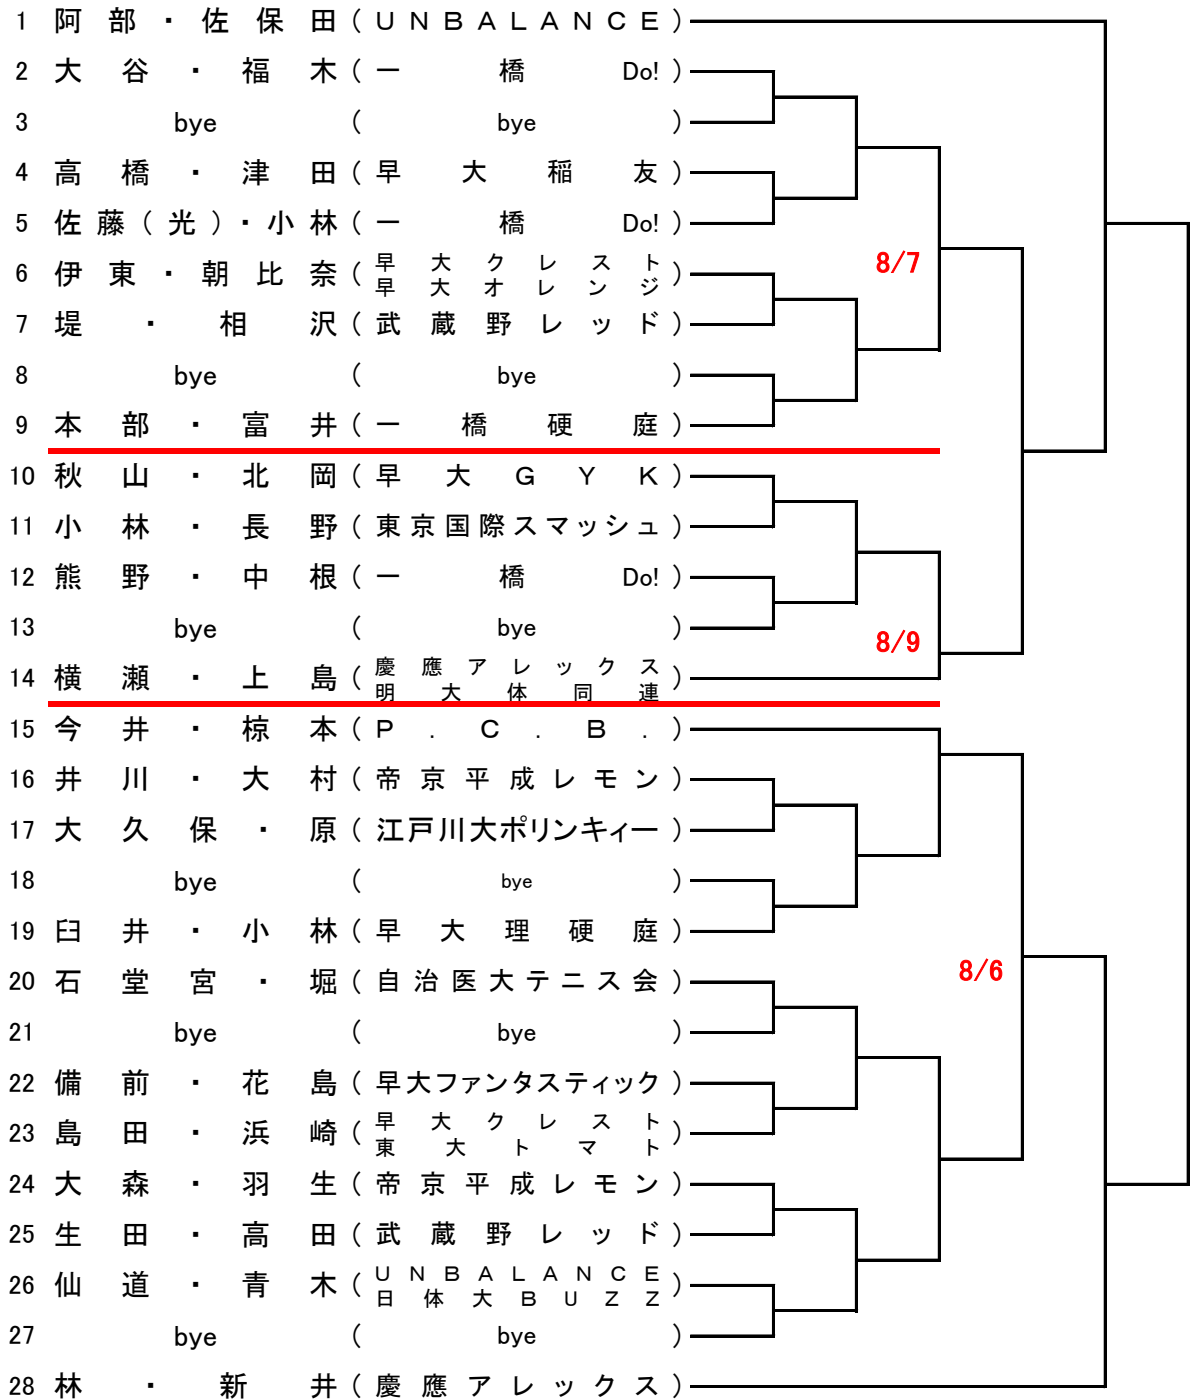 1 阿部・佐保田(UNBALANCE)
2 大谷・福木(一橋Do!)
3 bye(bye)
4 高橋・津田(早大稲友)
5 佐藤(光)・小林(一橋Do!)
6 伊東・朝比奈(早大クレスト
早大オレンジ)
8/7
7 堤・相沢(武蔵野レッド)
8 bye(bye)
9 本部・富井(一橋硬庭)
10 秋山・北岡(早大GYK)
11 小林・長野(東京国際スマッシュ)
12 熊野・中根(一橋Do!)
13 bye(bye)
8/9
14 横瀬・上島(慶應アレックス
明大体同連)
15 今井・椋本(P.C.B.)
16 井川・大村(帝京平成レモン)
17 大久保・原(江戸川大ポリンキィー)
18 bye(bye)
19 臼井・小林(早大理硬庭)
8/6
20 石堂宮・堀(自治医大テニス会)
21 bye(bye)
22 備前・花島(早大ファンタスティック)
23 島田・浜崎(早大クレスト
東大トマト)
24 大森・羽生(帝京平成レモン)
25 生田・高田(武蔵野レッド)
26 仙道・青木(UNBALANCE
日体大BUZZ)
27 bye(bye)
28 林・新井(慶應アレックス)